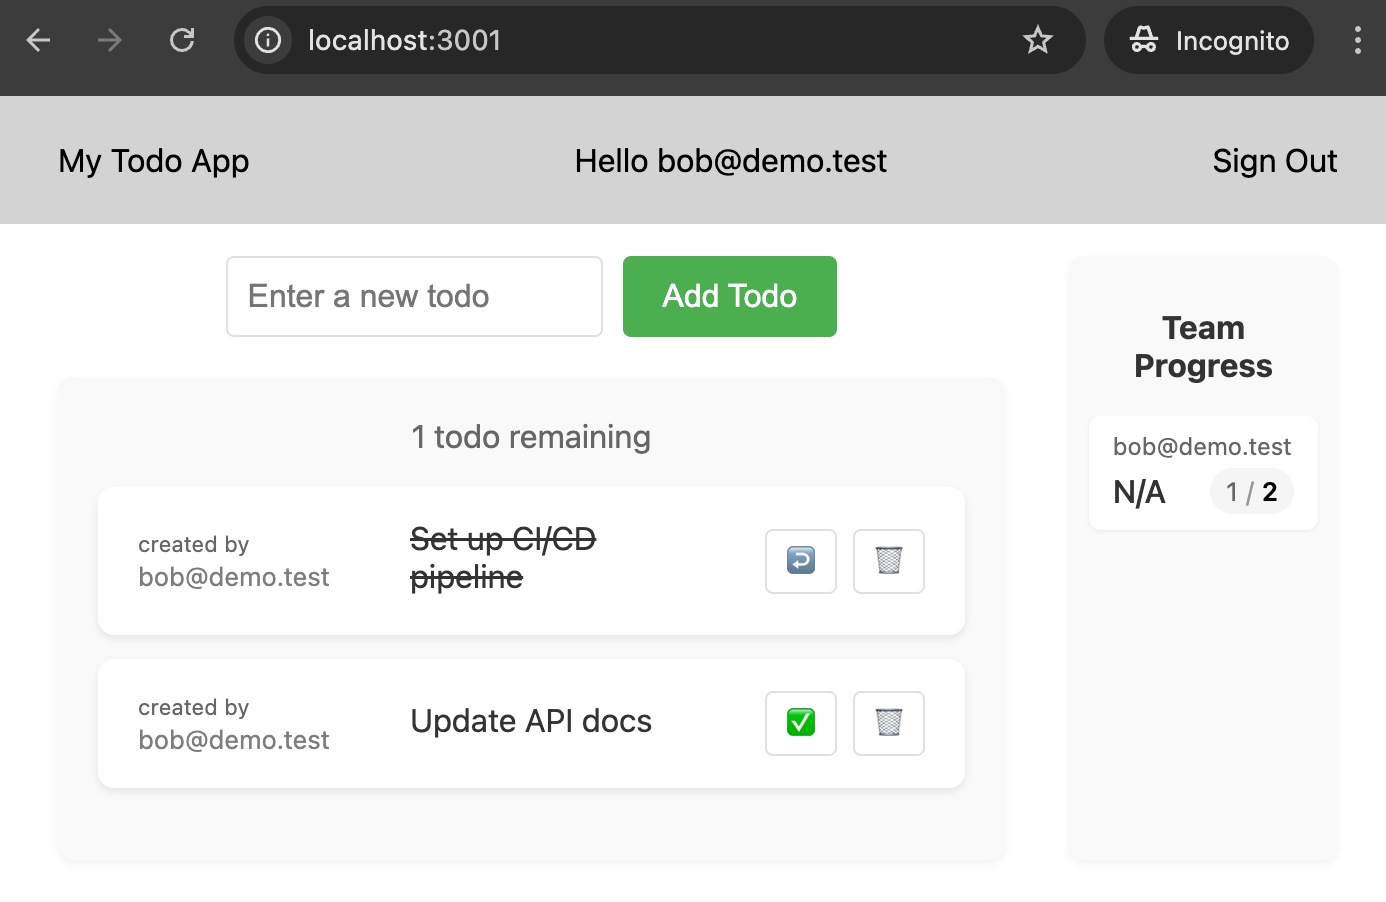 localhost:3001
Incognito
My Todo App
Hello bob@demo.test
Sign Out
Enter a new todo
Add Todo
1 todo remaining
created by
bob@demo.test
Set up CI/CD
pipeline
created by
bob@demo.test
Update API docs
Team
Progress
bob@demo.test
N/A
1 / 2